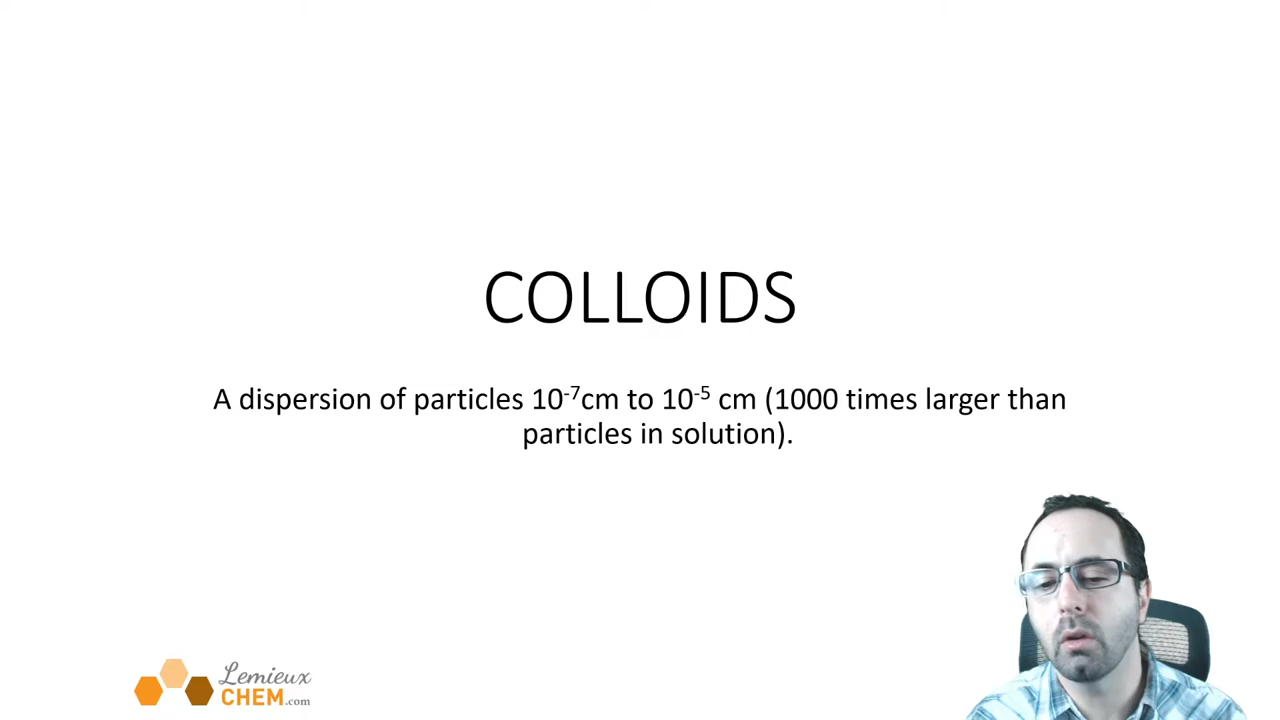 COLLOIDS
A dispersion of particles 10⁻⁷cm to 10⁻⁵ cm (1000 times larger than
particles in solution).
Lemieux
CHEM.com